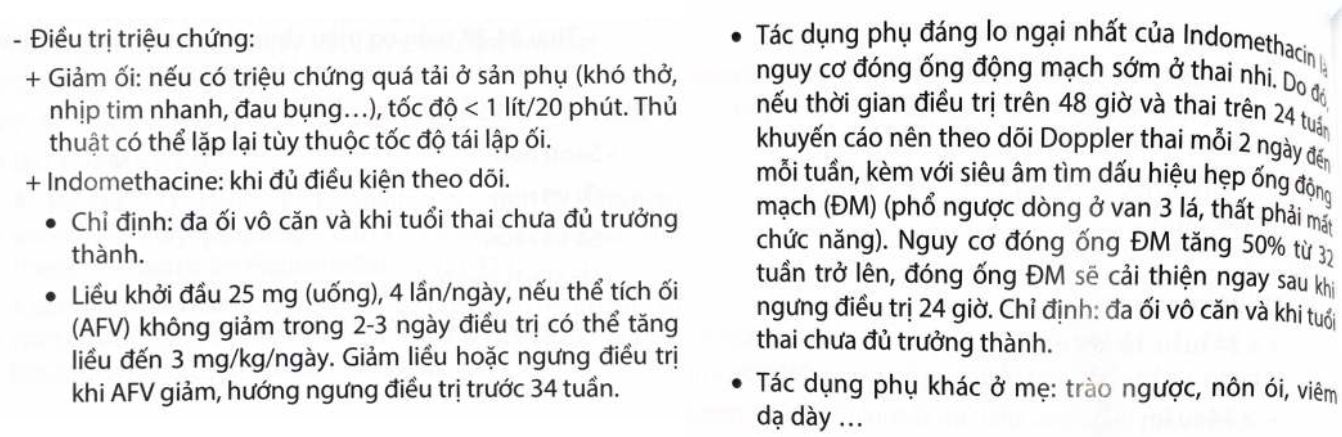 - Điều trị triệu chứng:
+ Giảm ối: nếu có triệu chứng quá tải ở sản phụ (khó thở,
nhịp tim nhanh, đau bụng...), tốc độ < 1 lít/20 phút. Thủ
thuật có thể lặp lại tùy thuộc tốc độ tái lập ối.
+ Indomethacine: khi đủ điều kiện theo dõi.
• Chỉ định: đa ối vô căn và khi tuổi thai chưa đủ trưởng
thành.
• Liều khởi đầu 25 mg (uống), 4 lần/ngày, nếu thể tích ối
(AFV) không giảm trong 2-3 ngày điều trị có thể tăng
liều đến 3 mg/kg/ngày. Giảm liều hoặc ngưng điều trị
khi AFV giảm, hướng ngưng điều trị trước 34 tuần.
• Tác dụng phụ đáng lo ngại nhất của Indomethacin là
nguy cơ đóng ống động mạch sớm ở thai nhi. Do đó,
nếu thời gian điều trị trên 48 giờ và thai trên 24 tuần
khuyến cáo nên theo dõi Doppler thai mỗi 2 ngày đến
mỗi tuần, kèm với siêu âm tìm dấu hiệu hẹp ống động
mạch (ĐM) (phổ ngược dòng ở van 3 lá, thất phải mất
chức năng). Nguy cơ đóng ống ĐM tăng 50% từ 32
tuần trở lên, đóng ống ĐM sẽ cải thiện ngay sau khi
ngưng điều trị 24 giờ. Chỉ định: đa ối vô căn và khi tuổi
thai chưa đủ trưởng thành.
• Tác dụng phụ khác ở mẹ: trào ngược, nôn ói, viêm
dạ dày ...